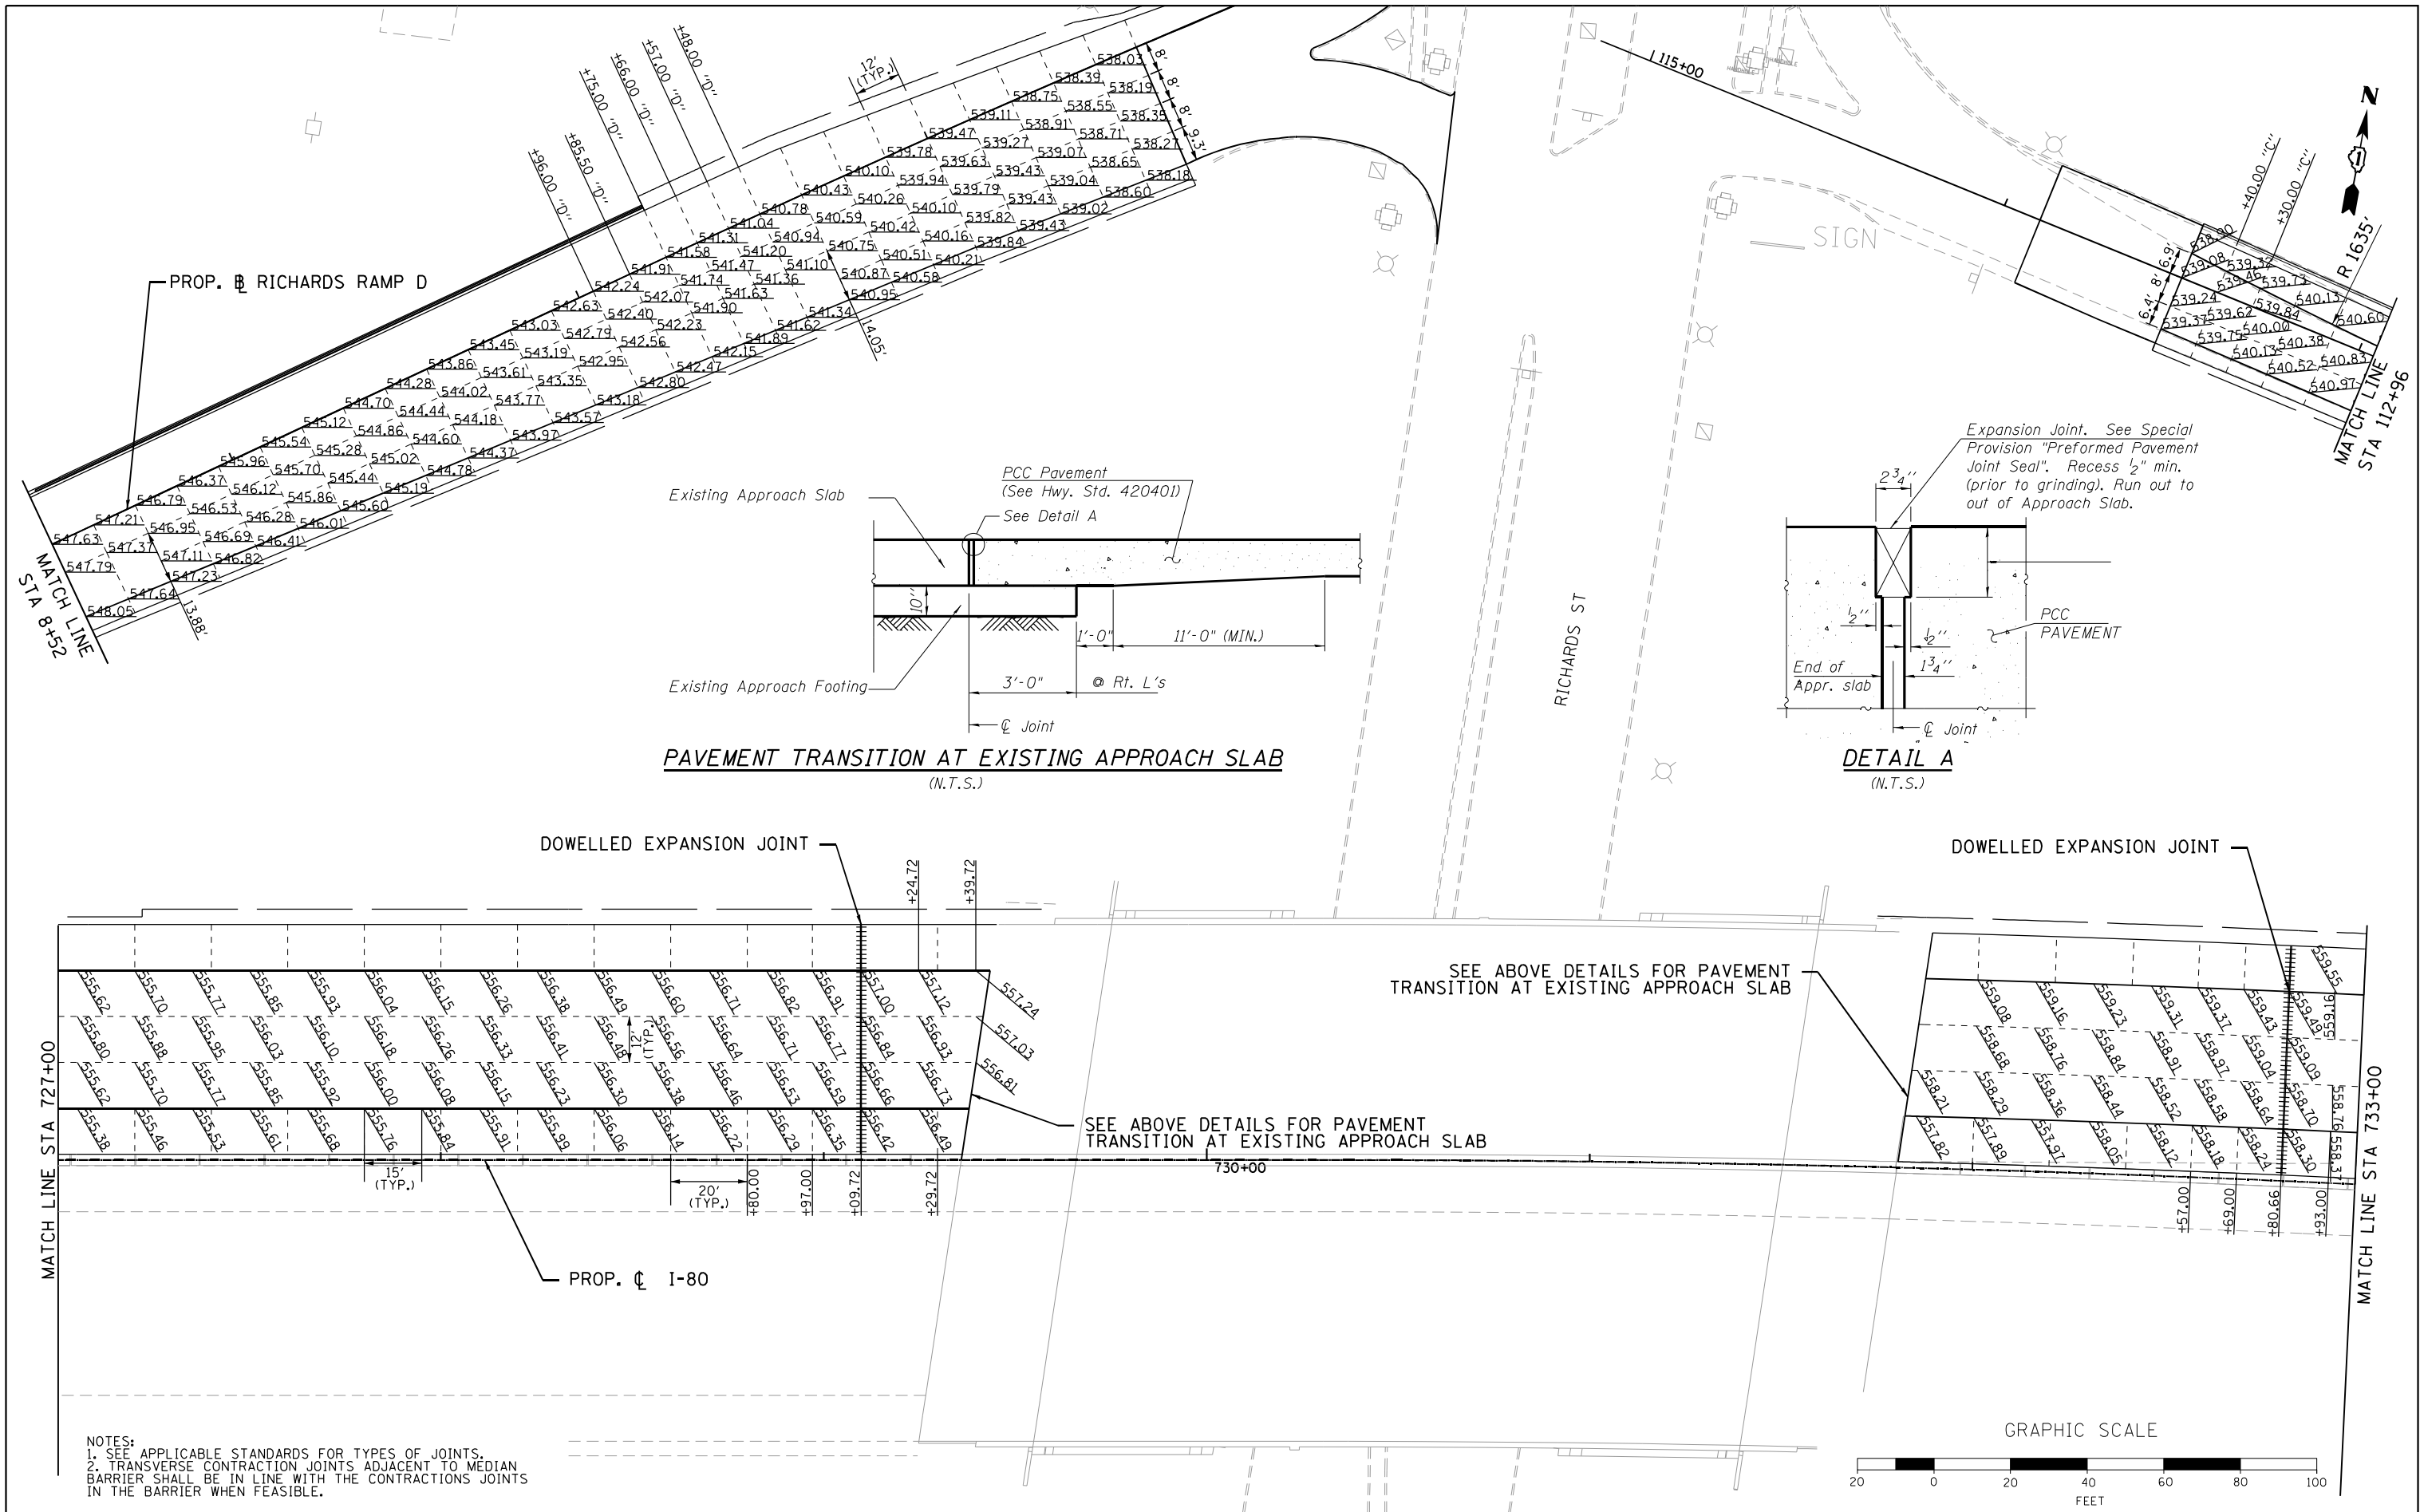 +48.00 "D"
+57.00 "D"
+66.00 "D"
+75.00 "D"
+85.50 "D"
+96.00 "D"
12'
(TYP.)
8'
8'
8'
9.3'
538.03
538.39
538.19
538.75
538.55
538.35
539.11
538.91
538.71
538.27
539.47
539.27
539.07
538.65
538.18
539.78
539.63
539.43
539.04
538.60
540.10
539.94
539.79
539.43
539.02
540.43
540.26
540.10
539.82
539.43
540.78
540.59
540.42
540.16
539.84
541.04
540.94
540.75
540.51
540.21
541.31
541.20
541.10
540.87
540.58
541.58
541.47
541.36
540.95
541.91
541.74
541.63
541.34
542.24
542.07
541.90
541.62
542.63
542.40
542.23
541.89
543.03
542.79
542.56
542.15
543.45
543.19
542.95
542.47
543.86
543.61
543.35
542.80
544.28
544.02
543.77
543.18
544.70
544.44
544.18
543.57
545.12
544.86
544.60
543.97
545.54
545.28
545.02
544.37
545.96
545.70
545.44
544.78
546.37
546.12
545.86
545.19
546.79
546.53
546.28
545.60
547.21
546.95
546.69
546.01
547.63
547.37
547.11
546.41
547.79
546.82
547.23
547.64
548.05
14.05'
13.88'
PROP. BL RICHARDS RAMP D
MATCH LINE
STA 8+52
115+00
N
1
SIGN
+40.00 "C"
+30.00 "C"
R 1635'
6.9'
8'
6.4'
538.90
539.08
539.32
539.46
539.73
539.24
540.13
539.62
539.84
540.60
539.37
540.00
539.75
540.38
540.13
540.83
540.52
540.97
MATCH LINE
STA 112+96
Existing Approach Slab
PCC Pavement
(See Hwy. Std. 420401)
See Detail A
10"
1'-0"
11'-0" (MIN.)
Existing Approach Footing
3'-0"
@ Rt. L's
℄ Joint
PAVEMENT TRANSITION AT EXISTING APPROACH SLAB
(N.T.S.)
RICHARDS ST
Expansion Joint. See Special
Provision "Preformed Pavement
Joint Seal". Recess 1/2" min.
(prior to grinding). Run out to
out of Approach Slab.
2 3/4"
1/2"
1/2"
PCC
PAVEMENT
End of
Appr. slab
1 3/4"
℄ Joint
DETAIL A
(N.T.S.)
DOWELLED EXPANSION JOINT
DOWELLED EXPANSION JOINT
+24.72
+39.72
MATCH LINE STA 727+00
555.62 555.70 555.77 555.85 555.93 556.04 556.15 556.26 556.38 556.49 556.60 556.71 556.82 556.91 557.00 557.12 557.24
555.80 555.88 555.95 556.03 556.10 556.18 556.26 556.33 556.41 556.48 556.56 556.64 556.71 556.77 556.84 556.93 557.03
12'
(TYP.)
555.62 555.70 555.77 555.85 555.92 556.00 556.08 556.15 556.23 556.30 556.38 556.46 556.53 556.59 556.66 556.73 556.81
555.38 555.46 555.53 555.61 555.68 555.76 555.84 555.91 555.99 556.06 556.14 556.22 556.29 556.35 556.42 556.49
15'
(TYP.)
20'
(TYP.)
+80.00
+97.00
+09.72
+29.72
730+00
PROP. ℄ I-80
SEE ABOVE DETAILS FOR PAVEMENT
TRANSITION AT EXISTING APPROACH SLAB
SEE ABOVE DETAILS FOR PAVEMENT
TRANSITION AT EXISTING APPROACH SLAB
559.08 559.16 559.23 559.31 559.37 559.43 559.49 559.55
558.68 558.76 558.84 558.91 558.97 559.04 559.09 559.16
558.21 558.29 558.36 558.44 558.52 558.58 558.64 558.70 558.76
557.82 557.89 557.97 558.05 558.12 558.18 558.24 558.30 558.37
+57.00
+69.00
+80.66
+93.00
MATCH LINE STA 733+00
NOTES:
1. SEE APPLICABLE STANDARDS FOR TYPES OF JOINTS.
2. TRANSVERSE CONTRACTION JOINTS ADJACENT TO MEDIAN
BARRIER SHALL BE IN LINE WITH THE CONTRACTIONS JOINTS
IN THE BARRIER WHEN FEASIBLE.
GRAPHIC SCALE
20 0 20 40 60 80 100
FEET